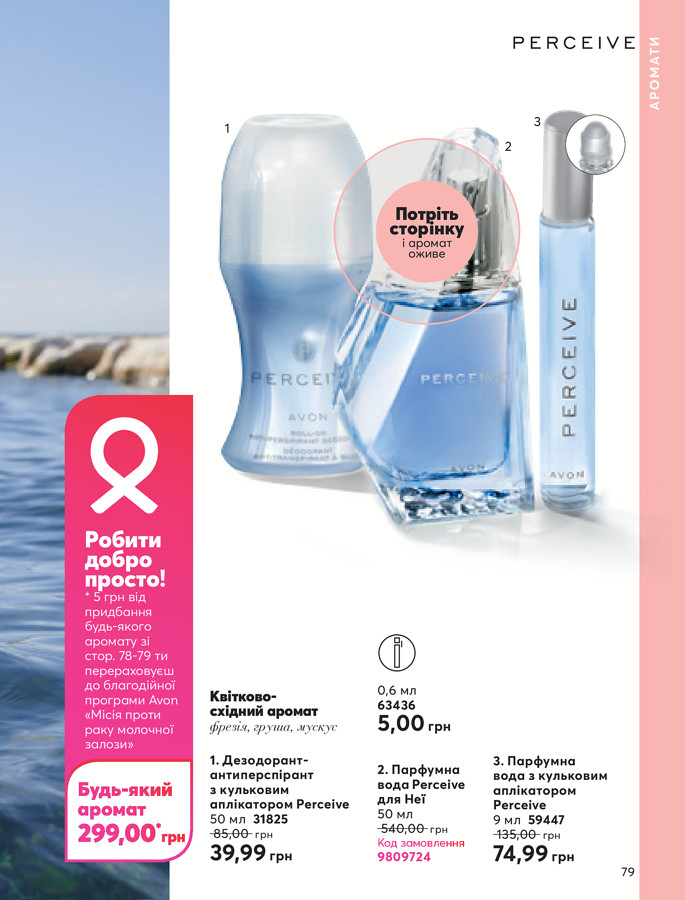 PERCEIVE
АРОМАТИ
1
2
3
Потріть
сторінку
і аромат
оживе
PERCEIVE
AVON
ROLL-ON
ANTI-PERSPIRANT DEODORANT
PERCEIVE
AVON
PERCEIVE
AVON
Робити
добро
просто!
* 5 грн від
придбання
будь-якого
аромату зі
стор. 78-79 ти
перераховуєш
до благодійної
програми Avon
«Місія проти
раку молочної
залози»
Будь-який
аромат
299,00* грн
Квітково-
східний аромат
фрезія, груша, мускус
0,6 мл
63436
5,00 грн
1. Дезодорант-
антиперспірант
з кульковим
аплікатором Perceive
50 мл 31825
85,00 грн
39,99 грн
2. Парфумна
вода Perceive
для Неї
50 мл
540,00 грн
Код замовлення
9809724
3. Парфумна
вода з кульковим
аплікатором
Perceive
9 мл 59447
135,00 грн
74,99 грн
79